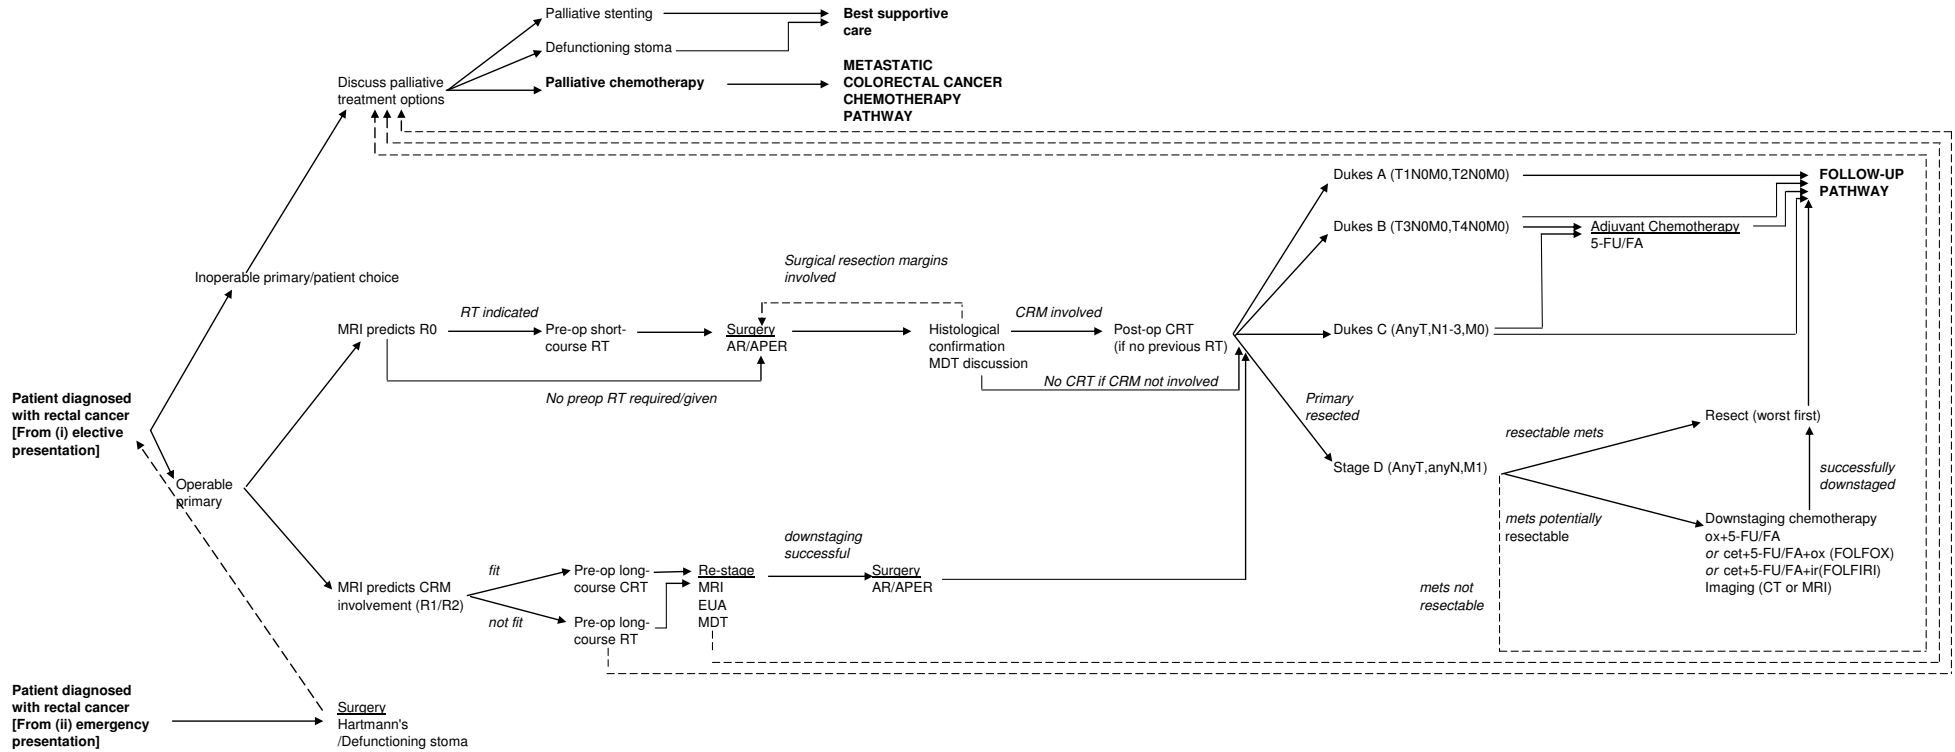 Palliative stenting
Best supportive
care
Defunctioning stoma
Discuss palliative
treatment options
Palliative chemotherapy
METASTATIC
COLORECTAL CANCER
CHEMOTHERAPY
PATHWAY
Dukes A (T1N0M0,T2N0M0)
FOLLOW-UP
PATHWAY
Dukes B (T3N0M0,T4N0M0)
Adjuvant Chemotherapy
5-FU/FA
Inoperable primary/patient choice
Surgical resection margins
involved
MRI predicts R0
RT indicated
Pre-op short-
course RT
Surgery
AR/APER
Histological
confirmation
MDT discussion
CRM involved
Post-op CRT
(if no previous RT)
Dukes C (AnyT,N1-3,M0)
No CRT if CRM not involved
No preop RT required/given
Patient diagnosed
with rectal cancer
[From (i) elective
presentation]
Primary
resected
Resect (worst first)
resectable mets
Operable
primary
Stage D (AnyT,anyN,M1)
successfully
downstaged
mets potentially
resectable
Downstaging chemotherapy
ox+5-FU/FA
or cet+5-FU/FA+ox (FOLFOX)
or cet+5-FU/FA+ir(FOLFIRI)
Imaging (CT or MRI)
mets not
resectable
downstaging
successful
MRI predicts CRM
involvement (R1/R2)
fit
not fit
Pre-op long-
course CRT
Pre-op long-
course RT
Re-stage
MRI
EUA
MDT
Surgery
AR/APER
Patient diagnosed
with rectal cancer
[From (ii) emergency
presentation]
Surgery
Hartmann's
/Defunctioning stoma